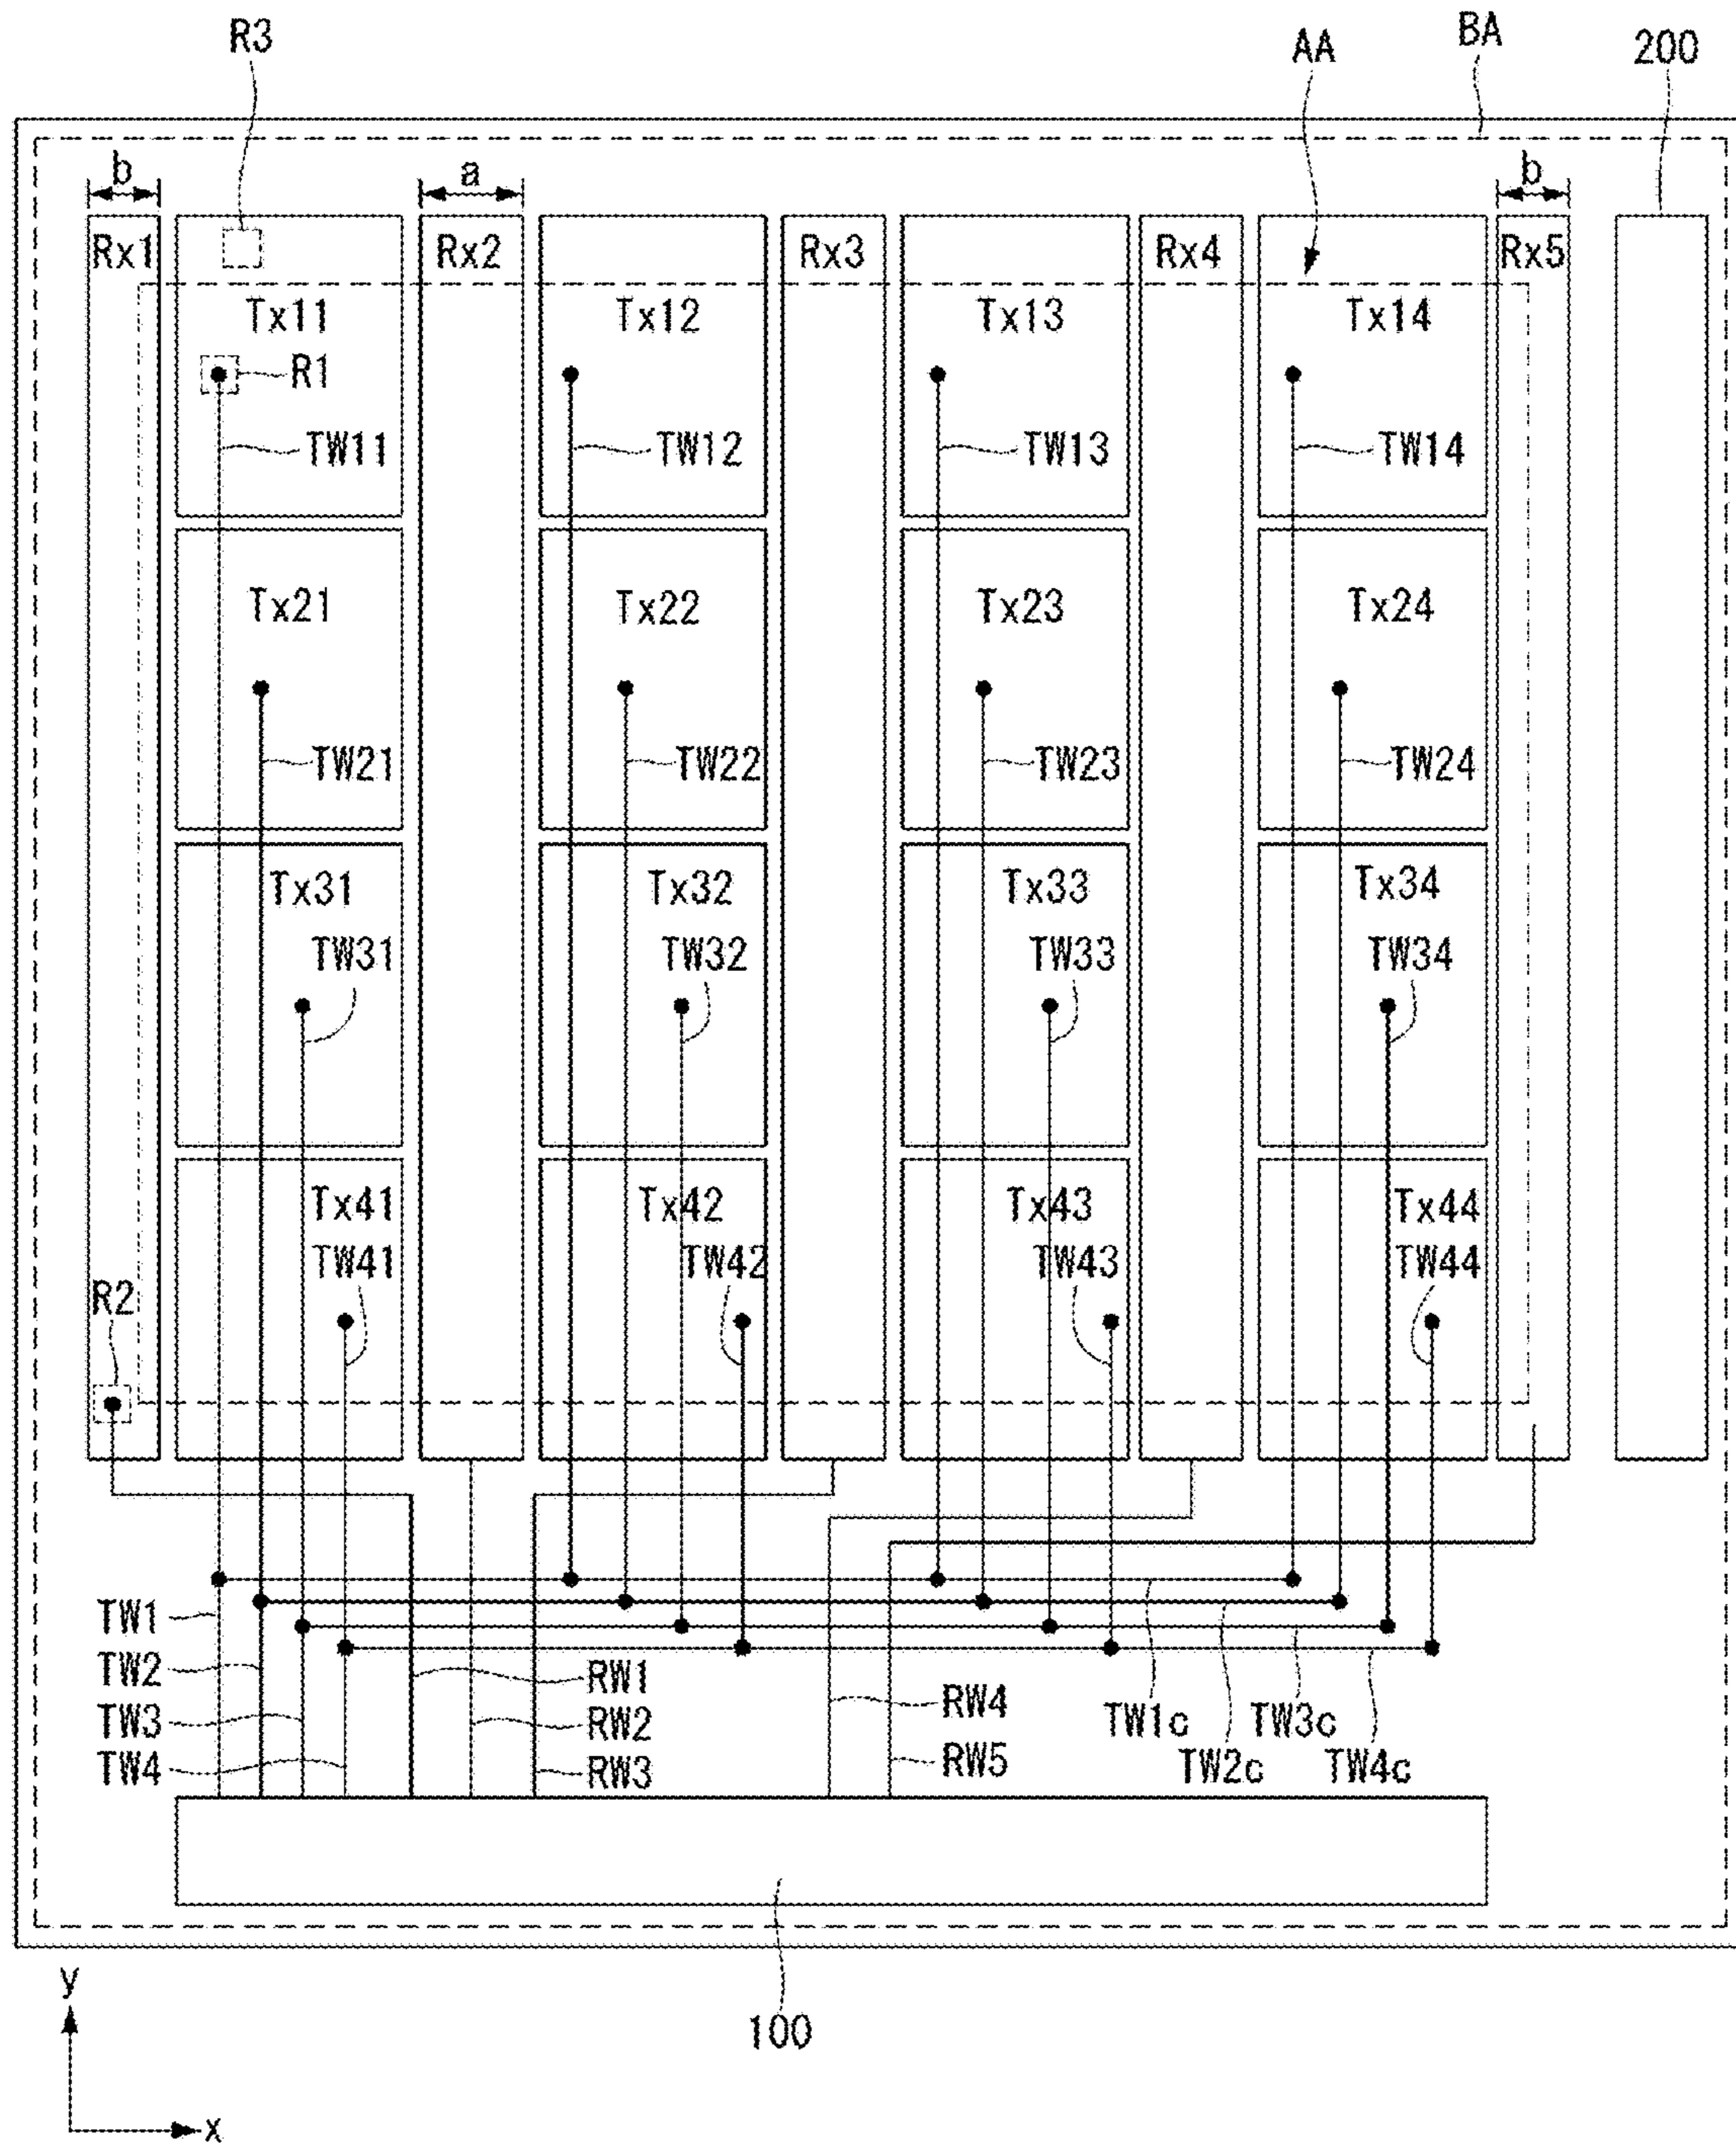 R3 AA BA 200
b a b
Rx1 Rx2 Rx3 Rx4 Rx5
Tx11 Tx12 Tx13 Tx14
R1
TW11 TW12 TW13 TW14
Tx21 Tx22 Tx23 Tx24
TW21 TW22 TW23 TW24
Tx31 Tx32 Tx33 Tx34
TW31 TW32 TW33 TW34
Tx41 Tx42 Tx43 Tx44
TW41 TW42 TW43 TW44
R2
TW1
TW2 RW1
TW3 RW2 RW4 TW1c TW3c
TW4 RW3 RW5 TW2c TW4c
y
100
x